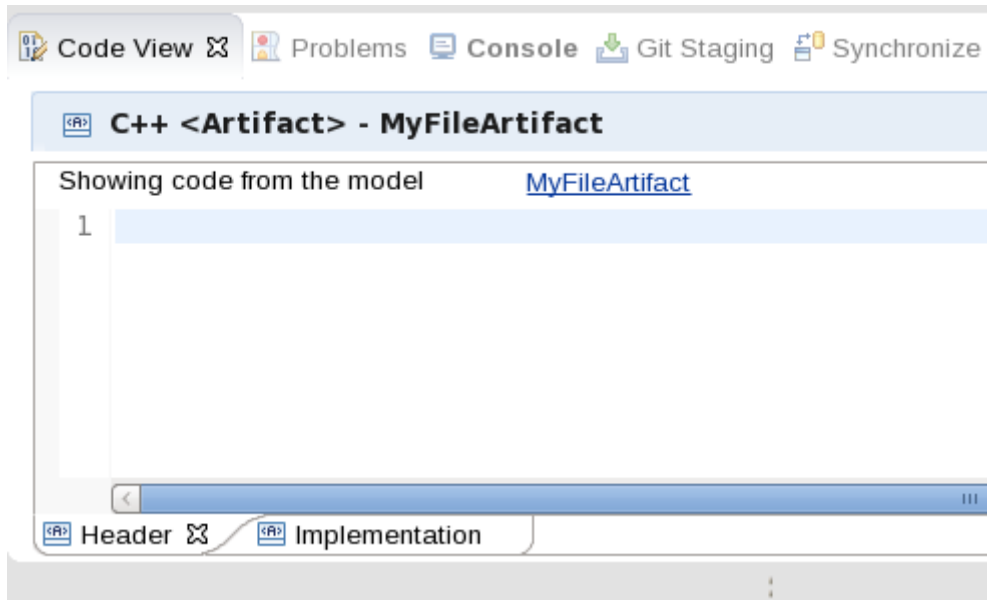 Code View Problems Console Git Staging Synchronize
C++ <Artifact> - MyFileArtifact
Showing code from the model MyFileArtifact
1
Header Implementation